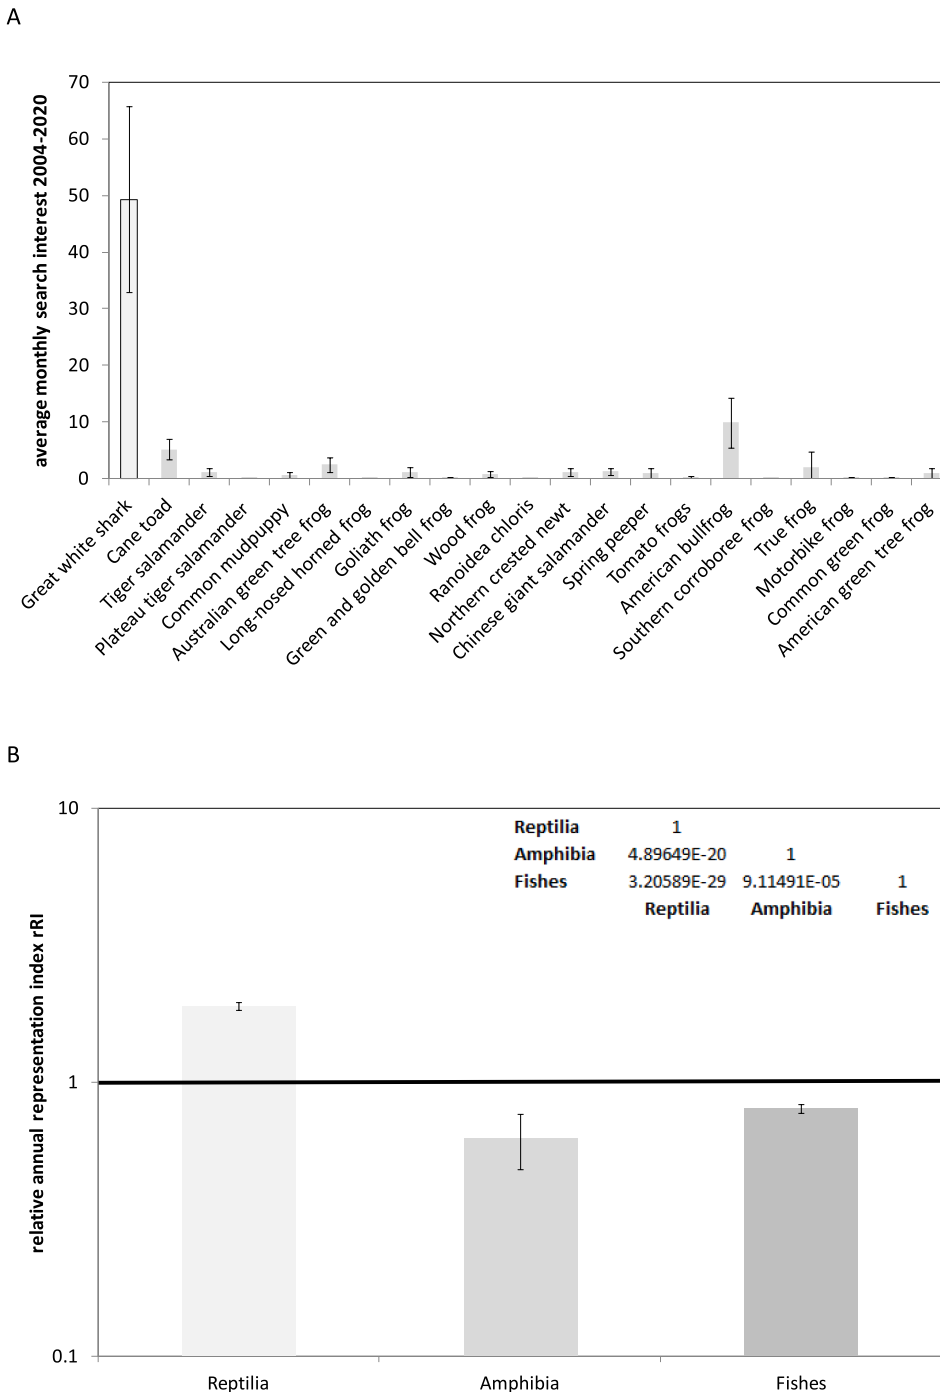 A
average monthly search interest 2004-2020
70
60
50
40
30
20
10
0
Great white shark
Cane toad
Tiger salamander
Plateau tiger salamander
Common mudpuppy
Australian green tree frog
Long-nosed horned frog
Goliath frog
Green and golden bell frog
Wood frog
Ranoidea chloris
Northern crested newt
Chinese giant salamander
Spring peeper
Tomato frogs
American bullfrog
Southern corroboree frog
True frog
Motorbike frog
Common green frog
American green tree frog
B
relative annual representation index rRI
10
1
0.1
Reptilia 1
Amphibia 4.89649E-20 1
Fishes 3.20589E-29 9.11491E-05 1
Reptilia Amphibia Fishes
Reptilia Amphibia Fishes